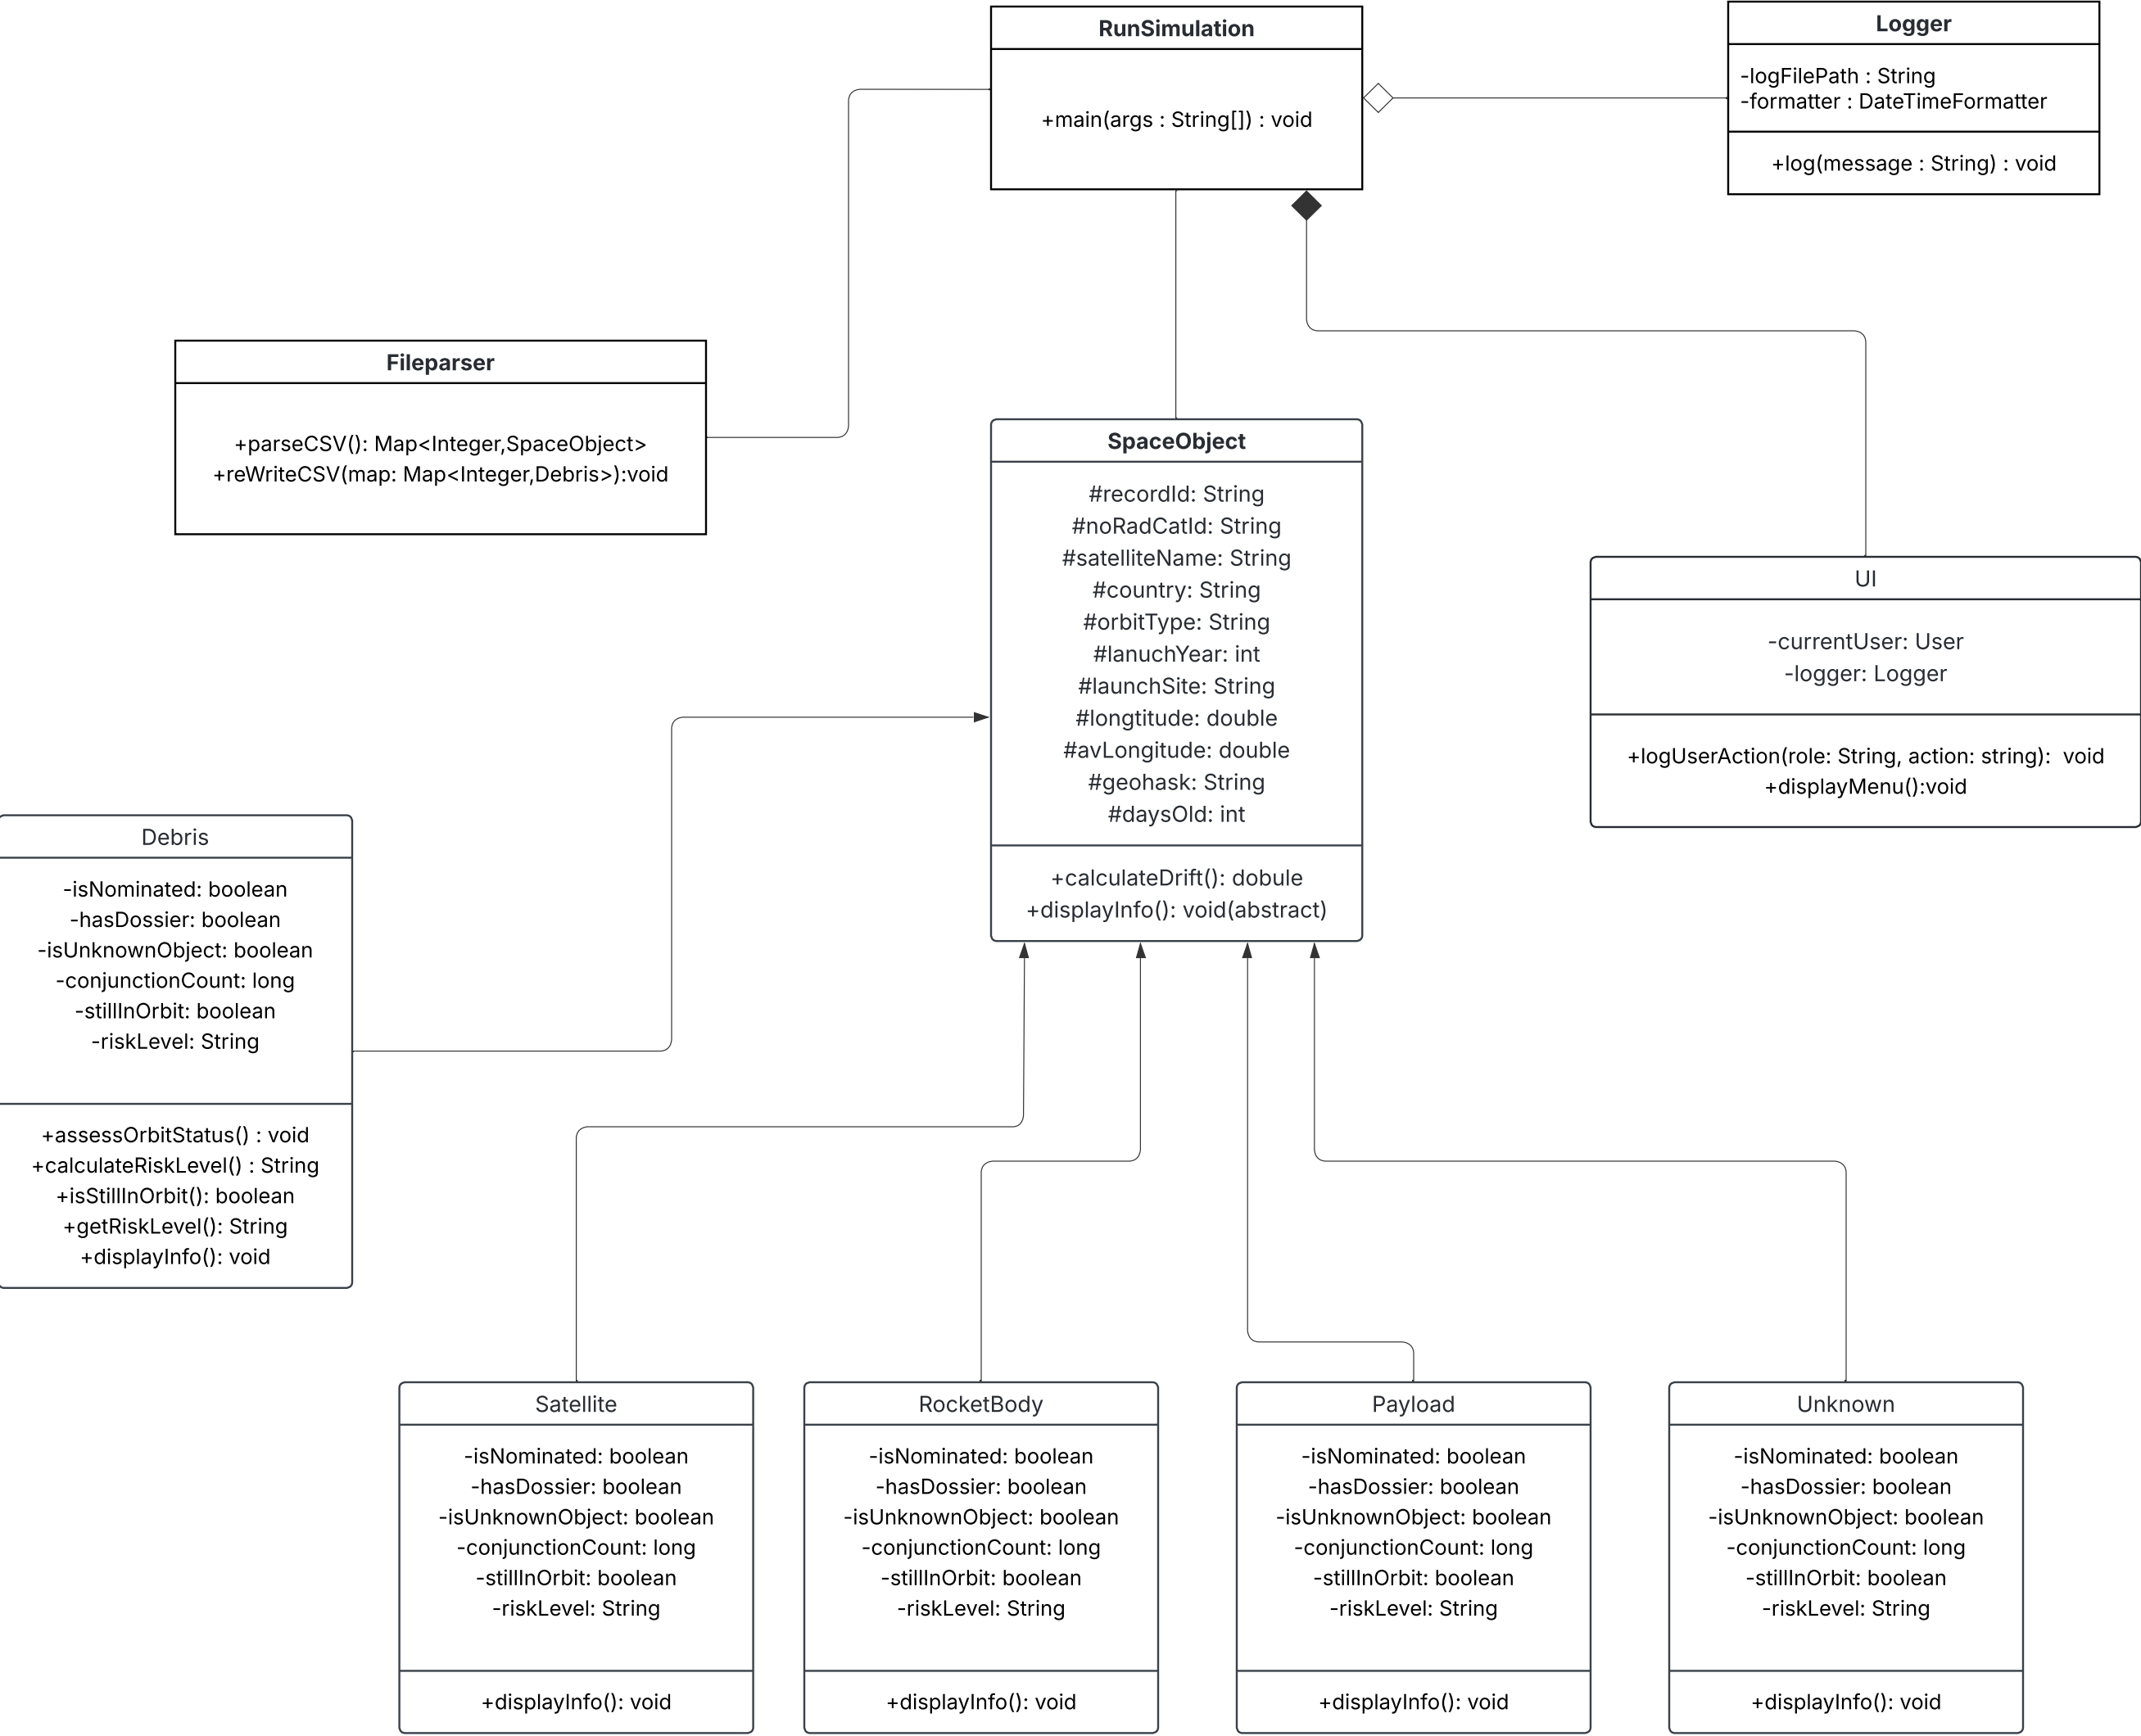 RunSimulation
+main(args : String[]) : void
Logger
-logFilePath : String
-formatter : DateTimeFormatter
+log(message : String) : void
Fileparser
+parseCSV(): Map<Integer,SpaceObject>
+reWriteCSV(map: Map<Integer,Debris>):void
SpaceObject
#recordId: String
#noRadCatId: String
#satelliteName: String
#country: String
#orbitType: String
#lanuchYear: int
#launchSite: String
#longtitude: double
#avLongitude: double
#geohask: String
#daysOld: int
+calculateDrift(): dobule
+displayInfo(): void(abstract)
UI
-currentUser: User
-logger: Logger
+logUserAction(role: String, action: string):  void
+displayMenu():void
Debris
-isNominated: boolean
-hasDossier: boolean
-isUnknownObject: boolean
-conjunctionCount: long
-stillInOrbit: boolean
-riskLevel: String
+assessOrbitStatus() : void
+calculateRiskLevel() : String
+isStillInOrbit(): boolean
+getRiskLevel(): String
+displayInfo(): void
Satellite
-isNominated: boolean
-hasDossier: boolean
-isUnknownObject: boolean
-conjunctionCount: long
-stillInOrbit: boolean
-riskLevel: String
+displayInfo(): void
RocketBody
-isNominated: boolean
-hasDossier: boolean
-isUnknownObject: boolean
-conjunctionCount: long
-stillInOrbit: boolean
-riskLevel: String
+displayInfo(): void
Payload
-isNominated: boolean
-hasDossier: boolean
-isUnknownObject: boolean
-conjunctionCount: long
-stillInOrbit: boolean
-riskLevel: String
+displayInfo(): void
Unknown
-isNominated: boolean
-hasDossier: boolean
-isUnknownObject: boolean
-conjunctionCount: long
-stillInOrbit: boolean
-riskLevel: String
+displayInfo(): void